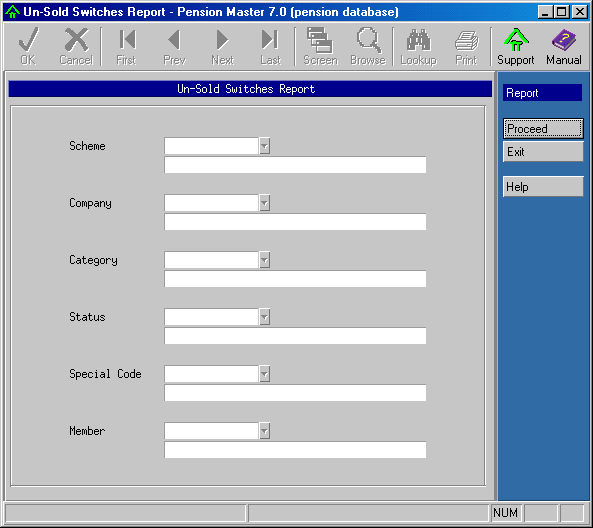 Un-Sold Switches Report - Pension Master 7.0 (pension database)
OK Cancel First Prev Next Last Screen Browse Lookup Print Support Manual
Un-Sold Switches Report
Report
Proceed
Exit
Help
Scheme
Company
Category
Status
Special Code
Member
NUM